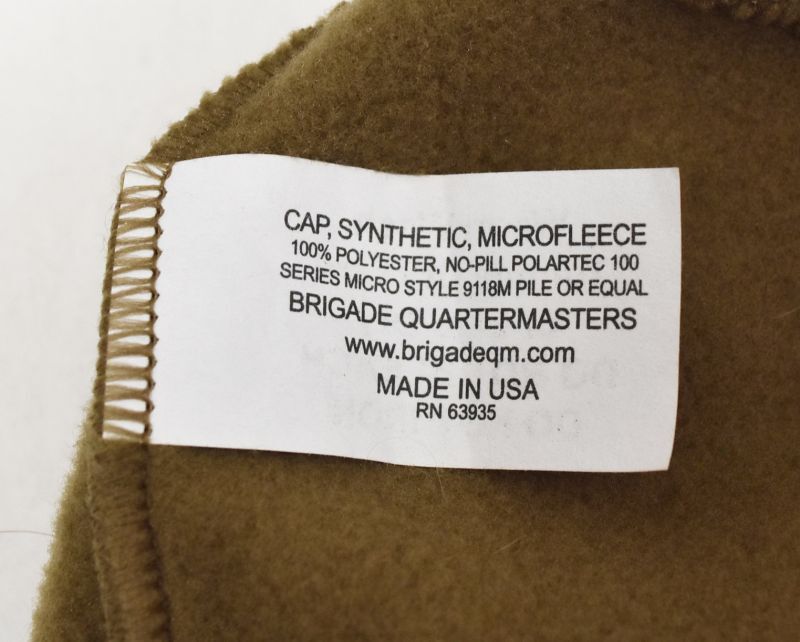 CAP, SYNTHETIC, MICROFLEECE
100% POLYESTER, NO-PILL POLARTEC 100
SERIES MICRO STYLE 9118M PILE OR EQUAL
BRIGADE QUARTERMASTERS
www.brigadeqm.com
MADE IN USA
RN 63935